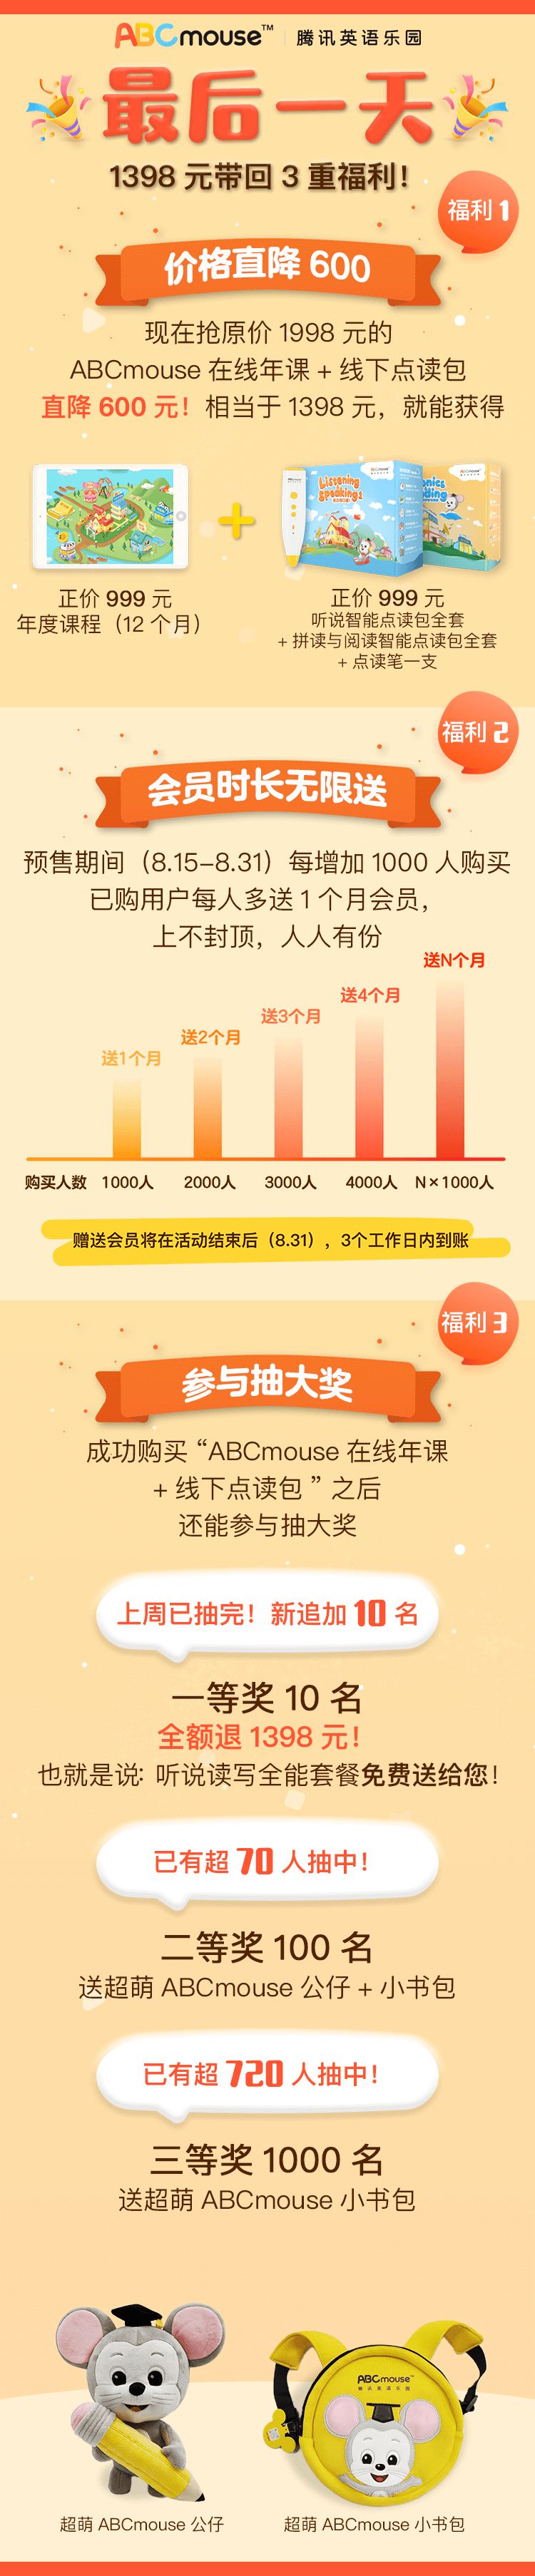 ABCmouse™ 腾讯英语乐园
最后一天
1398 元带回 3 重福利！
福利 1
价格直降 600
现在抢原价 1998 元的
ABCmouse 在线年课 + 线下点读包
直降 600 元！相当于 1398 元，就能获得
ABCmouse
Listening
Speaking
正价 999 元
年度课程（12 个月）
正价 999 元
听说智能点读包全套
+ 拼读与阅读智能点读包全套
+ 点读笔一支
福利 2
会员时长无限送
预售期间（8.15-8.31）每增加 1000 人购买
已购用户每人多送 1 个月会员，
上不封顶，人人有份
送N个月
送4个月
送3个月
送2个月
送1个月
购买人数 1000人 2000人 3000人 4000人 N×1000人
赠送会员将在活动结束后（8.31），3个工作日内到账
福利 3
参与抽大奖
成功购买 “ABCmouse 在线年课
+ 线下点读包 ” 之后
还能参与抽大奖
上周已抽完！新追加 10 名
一等奖 10 名
全额退 1398 元！
也就是说：听说读写全能套餐免费送给您！
已有超 70 人抽中！
二等奖 100 名
送超萌 ABCmouse 公仔 + 小书包
已有超 720 人抽中！
三等奖 1000 名
送超萌 ABCmouse 小书包
ABCmouse™
腾讯英语乐园
超萌 ABCmouse 公仔
超萌 ABCmouse 小书包